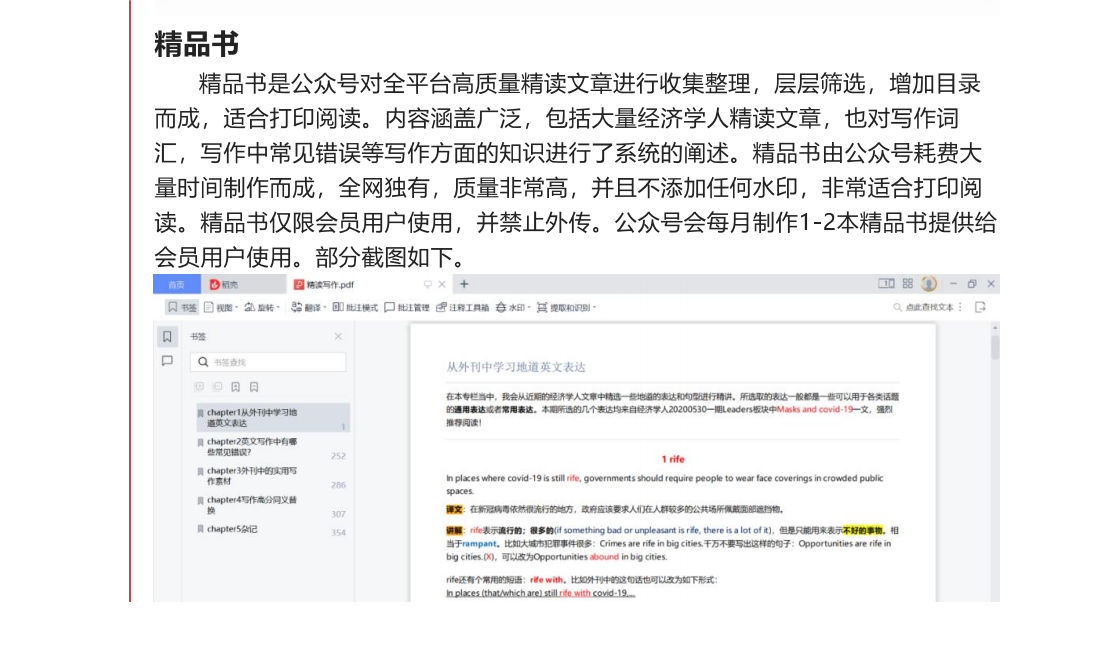 精品书
精品书是公众号对全平台高质量精读文章进行收集整理，层层筛选，增加目录
而成，适合打印阅读。内容涵盖广泛，包括大量经济学人精读文章，也对写作词
汇，写作中常见错误等写作方面的知识进行了系统的阐述。精品书由公众号耗费大
量时间制作而成，全网独有，质量非常高，并且不添加任何水印，非常适合打印阅
读。精品书仅限会员用户使用，并禁止外传。公众号会每月制作1-2本精品书提供给
会员用户使用。部分截图如下。
首页 稻壳 精读写作.pdf
书签 视图 旋转 翻译 批注模式 批注管理 注释工具箱 水印 提取和识别 点此查找文本
书签
书签查找
chapter1从外刊中学习地
道英文表达 1
chapter2英文写作中有哪
些常见错误? 252
chapter3外刊中的实用写
作素材 286
chapter4写作高分同义替
换 307
chapter5杂记 354
从外刊中学习地道英文表达
在本专栏当中，我会从近期的经济学人文章中精选一些地道的表达和句型进行精讲。所选取的表达一般都是一些可以用于各类话题
的通用表达或者常用表达。本期所选的几个表达均来自经济学人20200530一期Leaders板块中Masks and covid-19一文，强烈
推荐阅读！
1 rife
In places where covid-19 is still rife, governments should require people to wear face coverings in crowded public
spaces.
译文：在新冠病毒依然很流行的地方，政府应该要求人们在人群较多的公共场所佩戴面部遮挡物。
讲解：rife表示流行的；很多的(if something bad or unpleasant is rife, there is a lot of it)，但是只能用来表示不好的事物。相
当于rampant。比如大城市犯罪事件很多：Crimes are rife in big cities.千万不要写出这样的句子：Opportunities are rife in
big cities.(X)，可以改为Opportunities abound in big cities.
rife还有个常用的短语：rife with。比如外刊中的这句话也可以改为如下形式：
In places (that/which are) still rife with covid-19,...